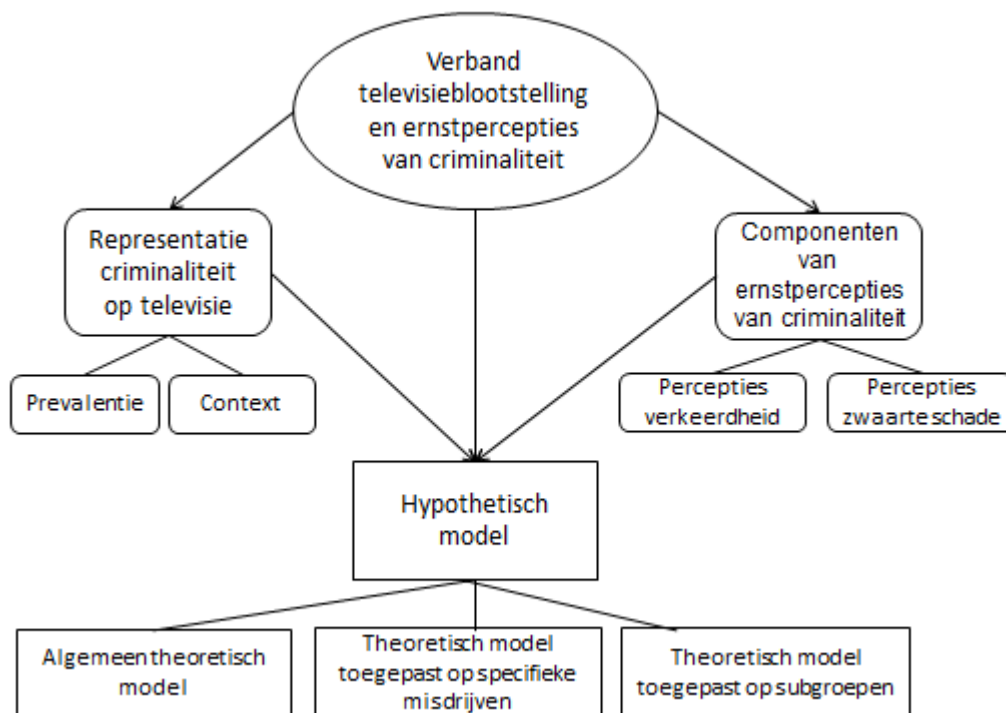 Verband
televisieblootstelling
en ernstpercepties
van criminaliteit
Representatie
criminaliteit
op televisie
Componenten
van
ernstpercepties
van criminaliteit
Prevalentie
Context
Percepties
verkeerdheid
Percepties
zwaarte schade
Hypothetisch
model
Algemeen theoretisch
model
Theoretisch model
toegepast op specifieke
misdrijven
Theoretisch model
toegepast op subgroepen